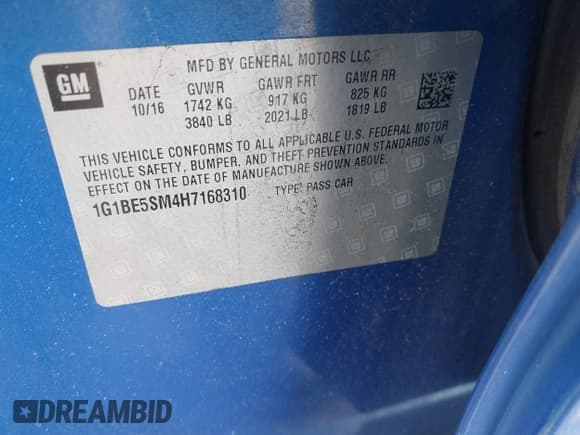 GM
MFD BY GENERAL MOTORS LLC
DATE GVWR GAWR FRT GAWR RR
10/16 1742 KG 917 KG 825 KG
3840 LB 2021 LB 1819 LB
THIS VEHICLE CONFORMS TO ALL APPLICABLE U.S. FEDERAL MOTOR
VEHICLE SAFETY, BUMPER, AND THEFT PREVENTION STANDARDS IN
EFFECT ON THE DATE OF MANUFACTURE SHOWN ABOVE.
1G1BE5SM4H7168310 TYPE: PASS CAR
DREAMBID